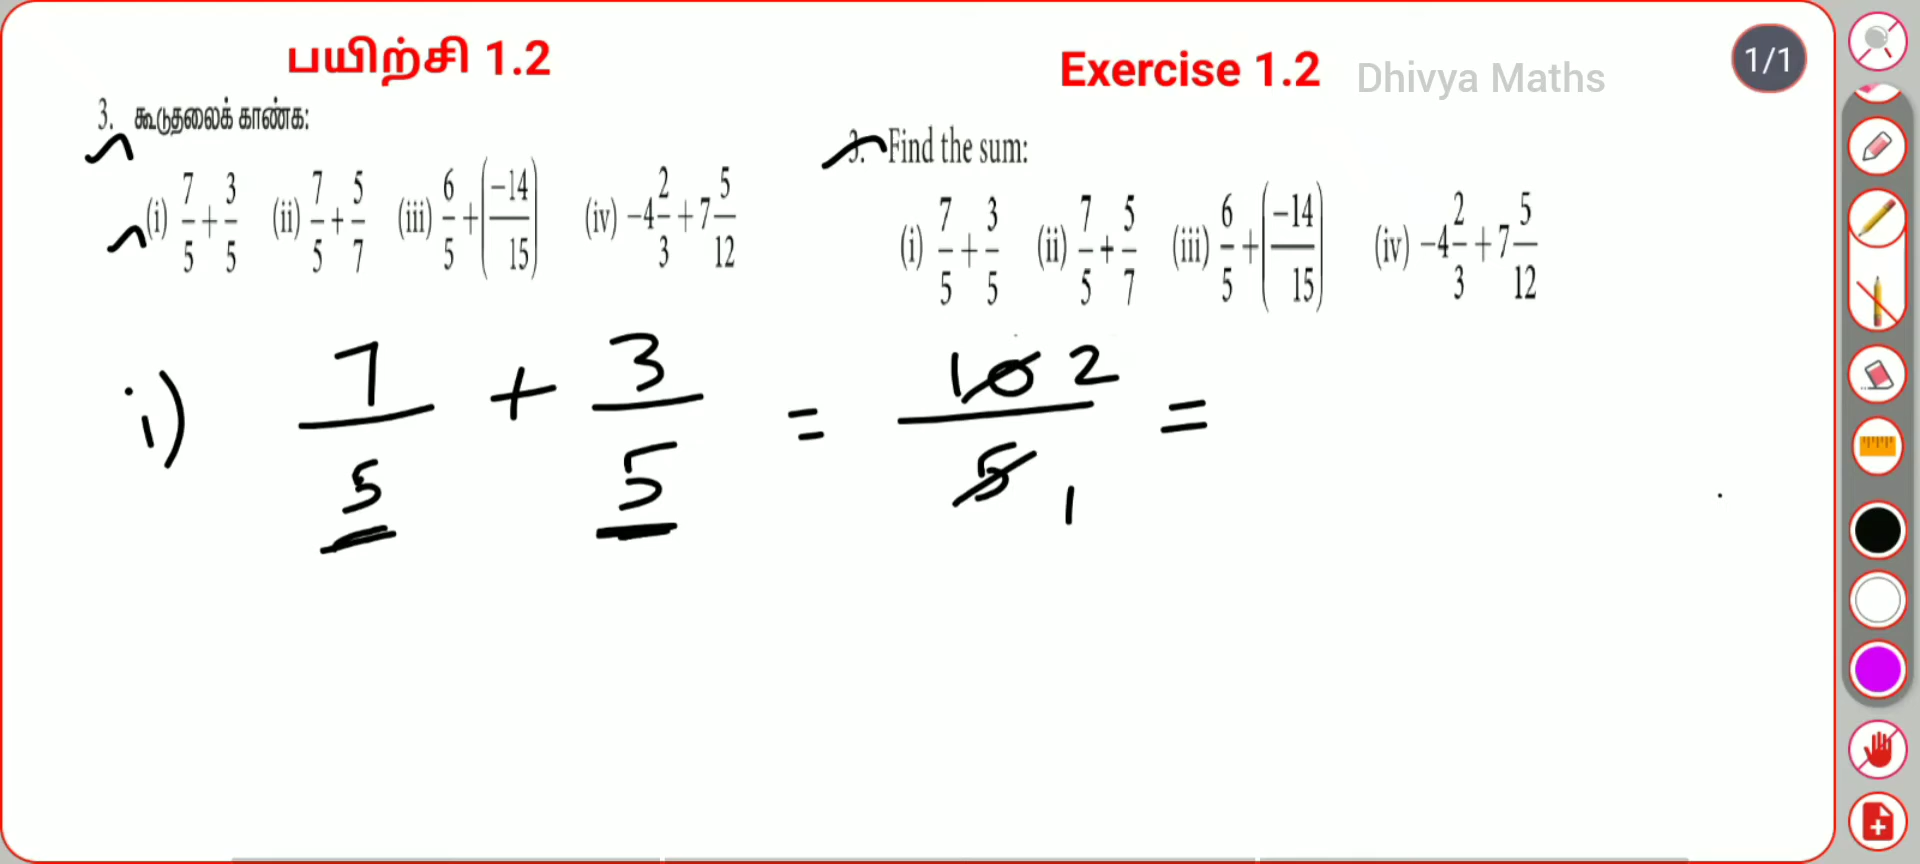 பயிற்சி 1.2
Exercise 1.2 Dhivya Maths
1/1
3. கூடுதலைக் காண்க:
(i) 7/5 + 3/5 (ii) 7/5 + 5/7 (iii) 6/5 + (-14/15) (iv) -4 2/3 + 7 5/12
3. Find the sum:
(i) 7/5 + 3/5 (ii) 7/5 + 5/7 (iii) 6/5 + (-14/15) (iv) -4 2/3 + 7 5/12
i) 7/5 + 3/5 = 10/5 2/1 =